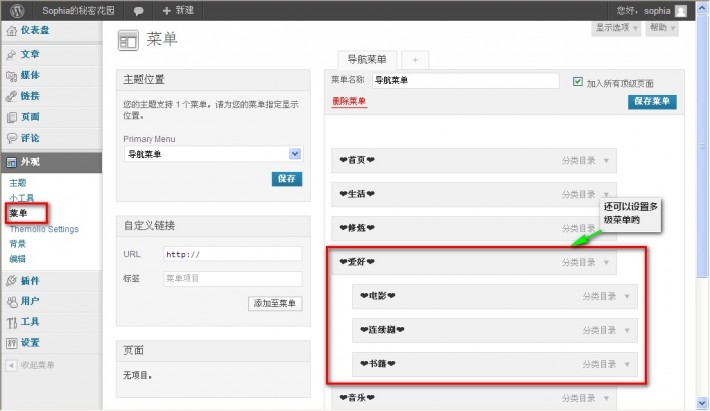 Sophia的秘密花园
新建
您好，sophia
仪表盘
文章
媒体
链接
页面
评论
外观
主题
小工具
菜单
Themolio Settings
背景
编辑
插件
用户
工具
设置
收起菜单
显示选项
帮助
菜单
主题位置
您的主题支持 1 个菜单。请为您的菜单指定显示
位置。
Primary Menu
导航菜单
保存
自定义链接
URL http://
标签 菜单项目
添加至菜单
页面
无项目。
导航菜单 +
菜单名称 导航菜单 加入所有顶级页面
删除菜单 保存菜单
❤首页❤ 分类目录
❤生活❤ 分类目录
❤修炼❤ 分类目录
还可以设置多
级菜单哟
❤爱好❤ 分类目录
❤电影❤ 分类目录
❤连续剧❤ 分类目录
❤书籍❤ 分类目录
❤音乐❤ 分类目录